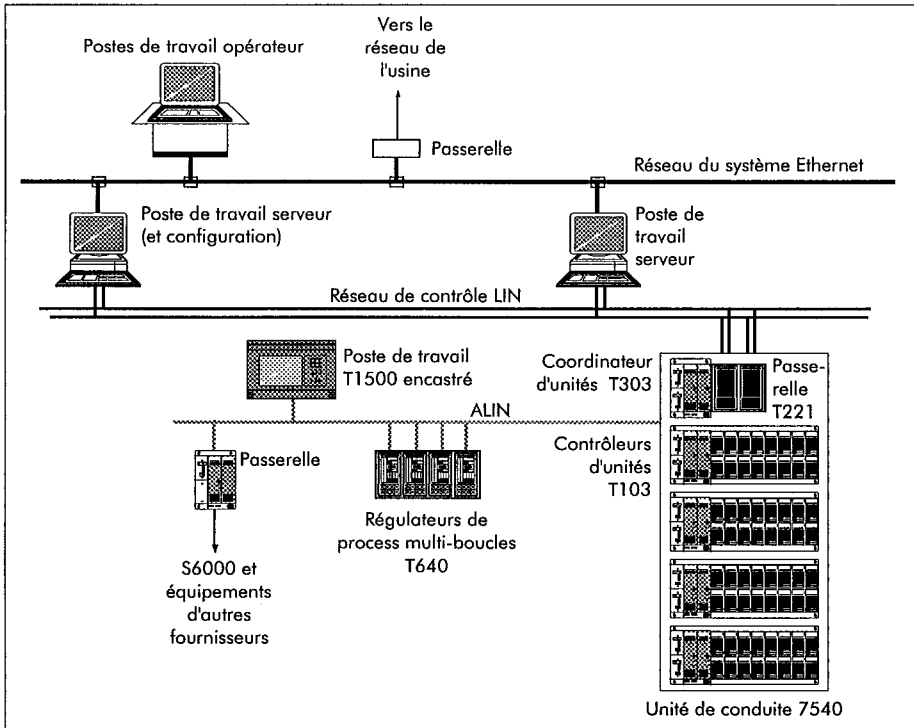 Postes de travail opérateur
Vers le
réseau de
l'usine
Passerelle
Réseau du système Ethernet
Poste de travail serveur
(et configuration)
Poste de
travail
serveur
Réseau de contrôle LIN
Poste de travail
T1500 encastré
Coordinateur
d'unités T303
Passe-
relle
T221
ALIN
Passerelle
Contrôleurs
d'unités
T103
Régulateurs de
process multi-boucles
T640
S6000 et
équipements
d'autres
fournisseurs
Unité de conduite 7540